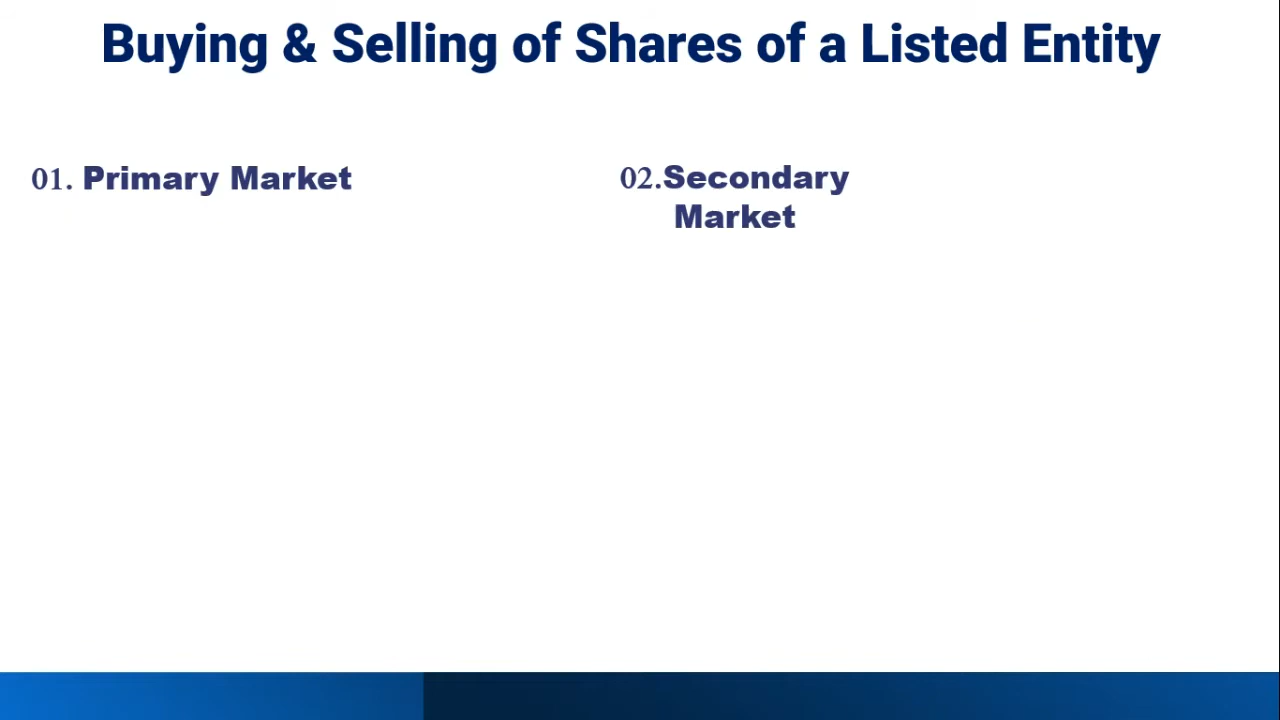 Buying & Selling of Shares of a Listed Entity
01. Primary Market
02.Secondary
Market